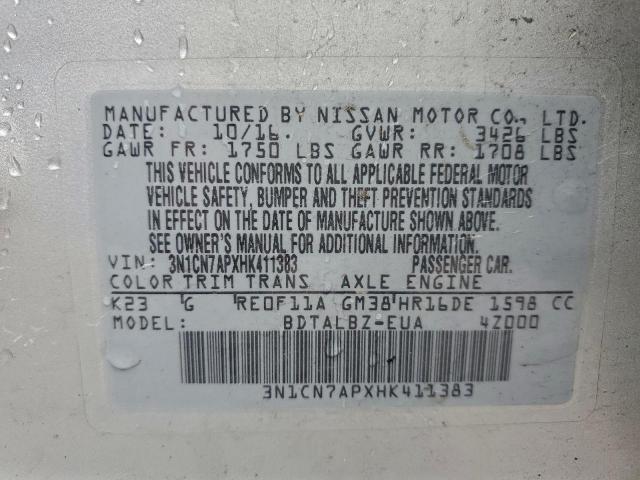 MANUFACTURED BY NISSAN MOTOR CO., LTD.
DATE: 10/16. GVWR: 3426 LBS
GAWR FR: 1750 LBS GAWR RR: 1708 LBS
THIS VEHICLE CONFORMS TO ALL APPLICABLE FEDERAL MOTOR
VEHICLE SAFETY, BUMPER AND THEFT PREVENTION STANDARDS
IN EFFECT ON THE DATE OF MANUFACTURE SHOWN ABOVE.
SEE OWNER'S MANUAL FOR ADDITIONAL INFORMATION.
VIN: 3N1CN7APXHK411383 PASSENGER CAR.
COLOR TRIM TRANS AXLE ENGINE
K23 G RE0F11A GM38 HR16DE 1598 CC
MODEL: BDTALBZ-EUA 4Z000
3N1CN7APXHK411383